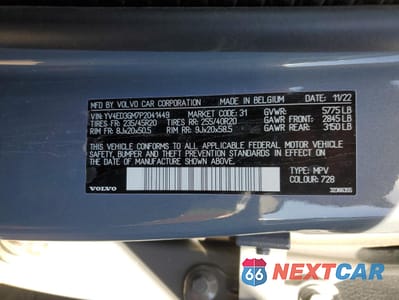 MFD BY VOLVO CAR CORPORATION MADE IN BELGIUM DATE: 11/22
VIN: YV4ED3GM7P2041449 MARKET CODE: 31 GVWR: 5775 LB
TIRES FR: 235/45R20 TIRES RR: 255/40R20 GAWR FRONT: 2845 LB
RIM FR: 8Jx20x50.5 RIM RR: 9Jx20x58.5 GAWR REAR: 3150 LB
THIS VEHICLE CONFORMS TO ALL APPLICABLE FEDERAL MOTOR VEHICLE
SAFETY, BUMPER, AND THEFT PREVENTION STANDARDS IN EFFECT
ON THE DATE OF MANUFACTURE SHOWN ABOVE.
TYPE: MPV
COLOUR: 728
VOLVO
66 NEXTCAR